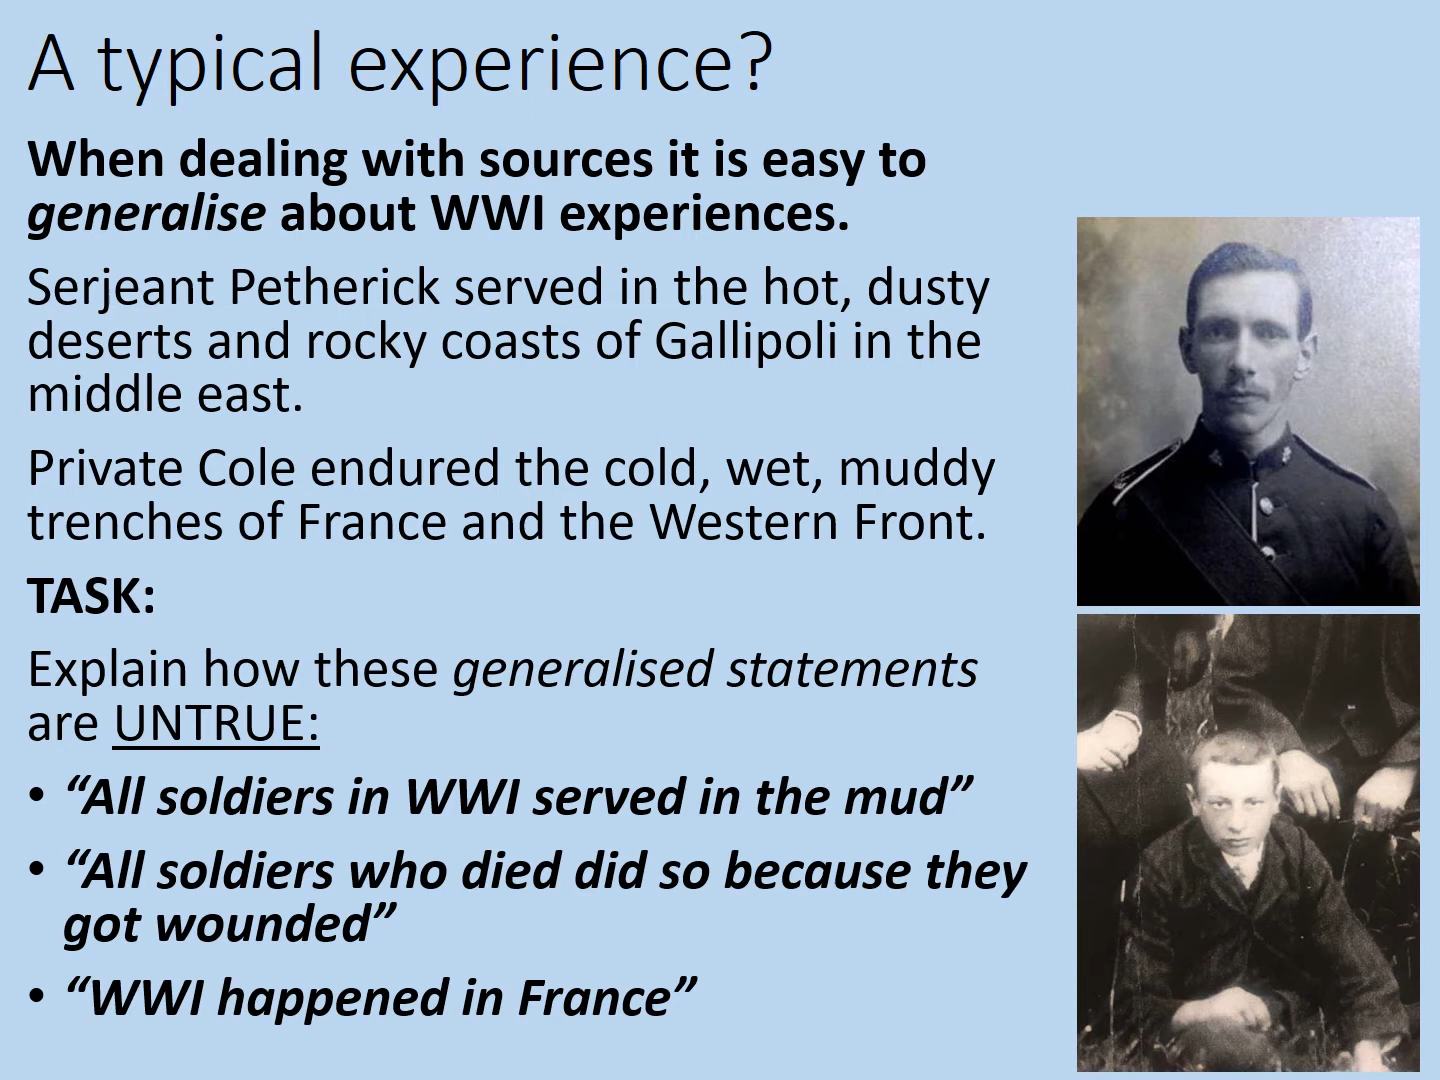 A typical experience?
When dealing with sources it is easy to
generalise about WWI experiences.
Serjeant Petherick served in the hot, dusty
deserts and rocky coasts of Gallipoli in the
middle east.
Private Cole endured the cold, wet, muddy
trenches of France and the Western Front.
TASK:
Explain how these generalised statements
are UNTRUE:
• “All soldiers in WWI served in the mud”
• “All soldiers who died did so because they
got wounded”
• “WWI happened in France”